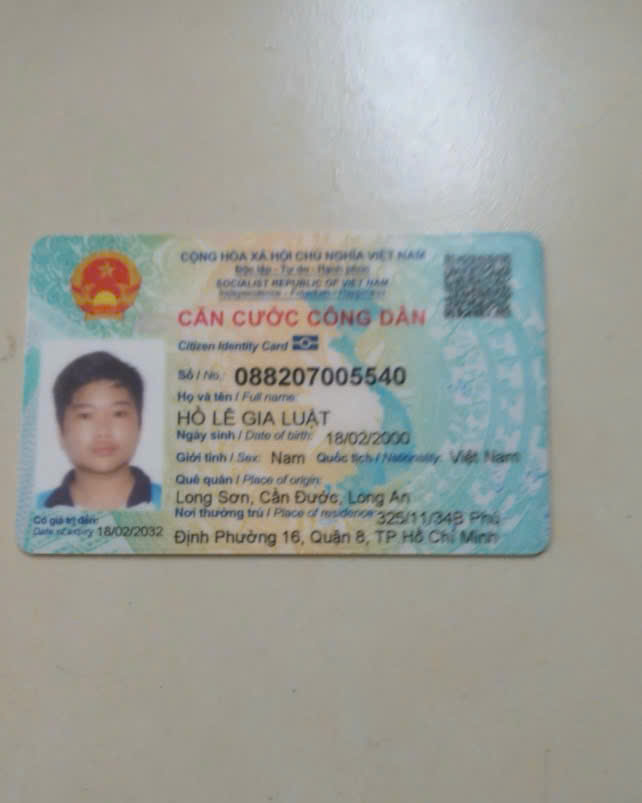 CỘNG HÒA XÃ HỘI CHỦ NGHĨA VIỆT NAM
Độc lập - Tự do - Hạnh phúc
SOCIALIST REPUBLIC OF VIET NAM
Independence - Freedom - Happiness
CĂN CƯỚC CÔNG DÂN
Citizen Identity Card
Số / No.: 088207005540
Họ và tên / Full name:
HỒ LÊ GIA LUẬT
Ngày sinh / Date of birth: 18/02/2000
Giới tính / Sex: Nam Quốc tịch / Nationality: Việt Nam
Quê quán / Place of origin:
Long Sơn, Cần Đước, Long An
Nơi thường trú / Place of residence: 325/11/34B Phú
Định Phường 16, Quận 8, TP Hồ Chí Minh
Có giá trị đến:
Date of expiry 18/02/2032